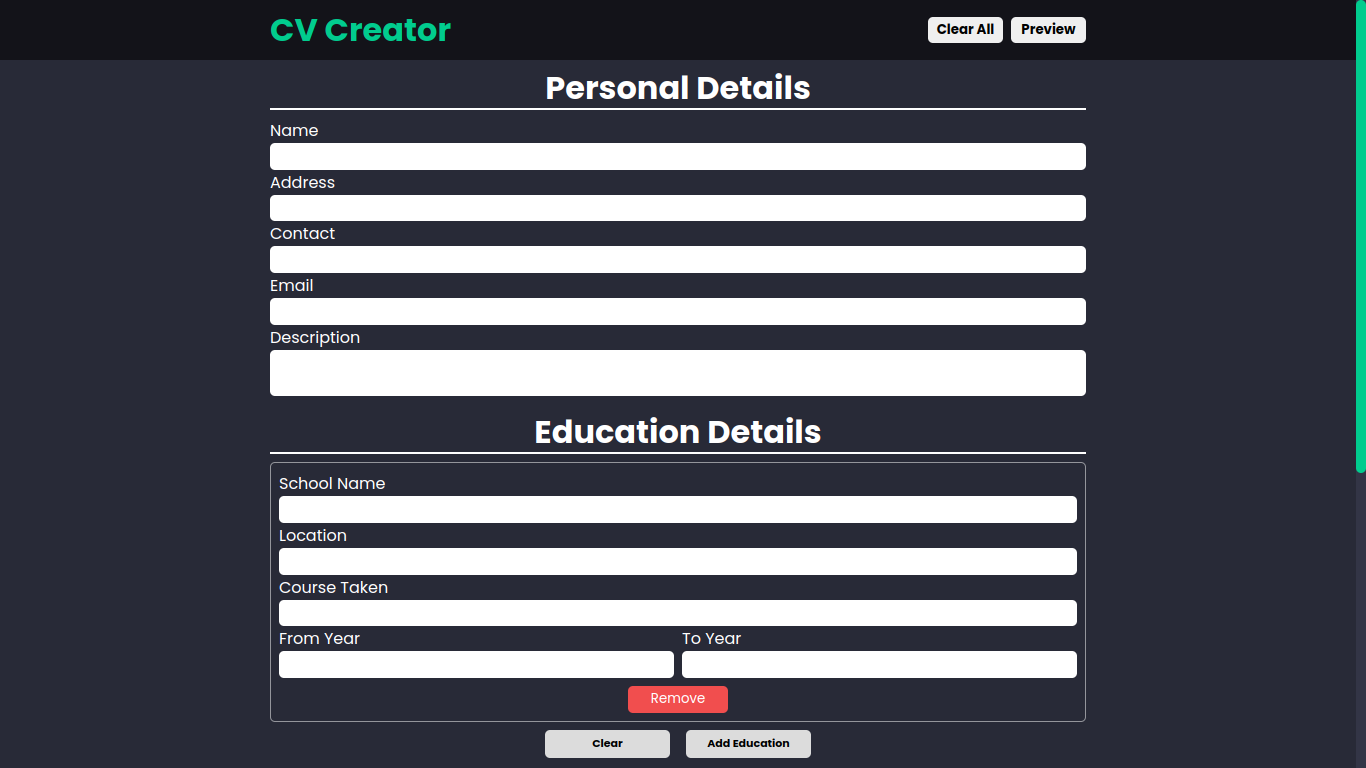 CV Creator
Clear All Preview
Personal Details
Name
Address
Contact
Email
Description
Education Details
School Name
Location
Course Taken
From Year To Year
Remove
Clear Add Education